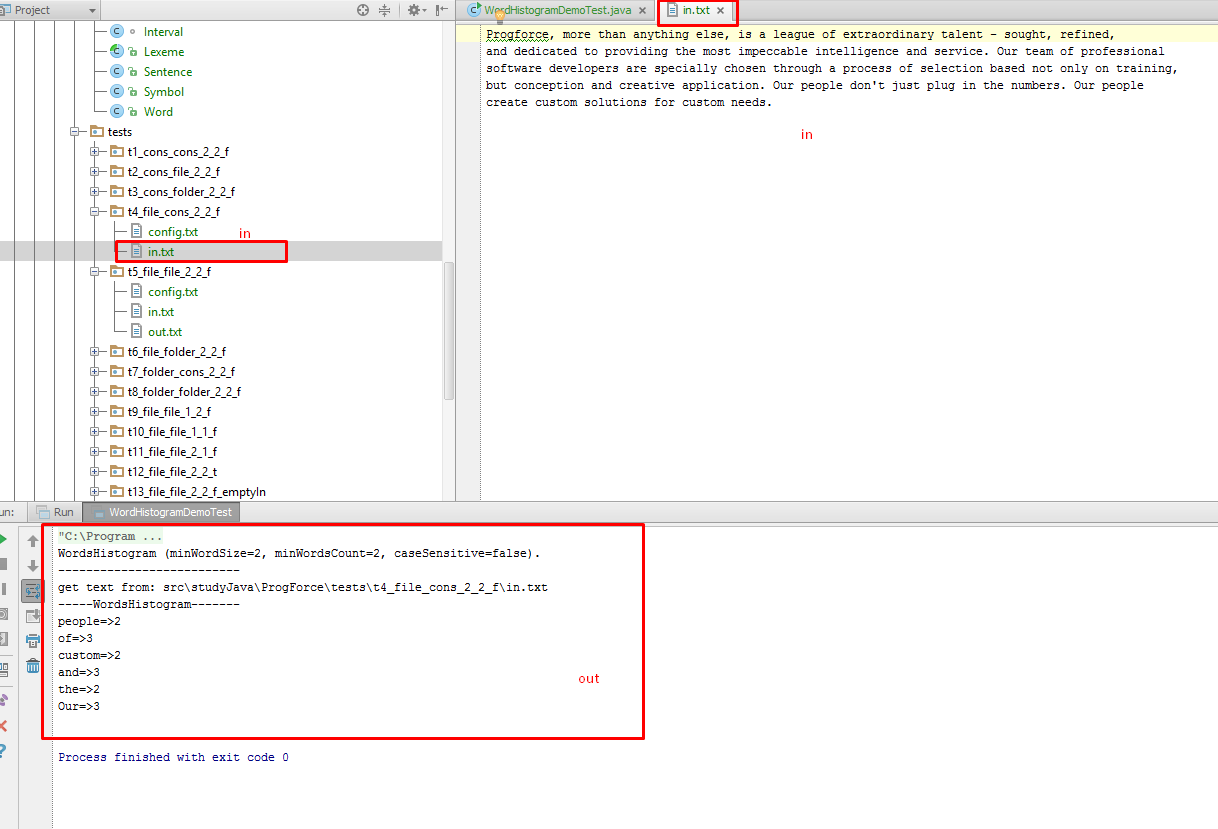 Project
Interval
Lexeme
Sentence
Symbol
Word
tests
t1_cons_cons_2_2_f
t2_cons_file_2_2_f
t3_cons_folder_2_2_f
t4_file_cons_2_2_f
config.txt
in
in.txt
t5_file_file_2_2_f
config.txt
in.txt
out.txt
t6_file_folder_2_2_f
t7_folder_cons_2_2_f
t8_folder_folder_2_2_f
t9_file_file_1_2_f
t10_file_file_1_1_f
t11_file_file_2_1_f
t12_file_file_2_2_t
t13_file_file_2_2_f_emptyIn
WordHistogramDemoTest.java
in.txt
Progforce, more than anything else, is a league of extraordinary talent - sought, refined,
and dedicated to providing the most impeccable intelligence and service. Our team of professional
software developers are specially chosen through a process of selection based not only on training,
but conception and creative application. Our people don't just plug in the numbers. Our people
create custom solutions for custom needs.
in
un:
Run
WordHistogramDemoTest
"C:\Program ...
WordsHistogram (minWordSize=2, minWordsCount=2, caseSensitive=false).
--------------------------
get text from: src\studyJava\ProgForce\tests\t4_file_cons_2_2_f\in.txt
-----WordsHistogram-------
people=>2
of=>3
custom=>2
and=>3
the=>2
out
Our=>3
Process finished with exit code 0